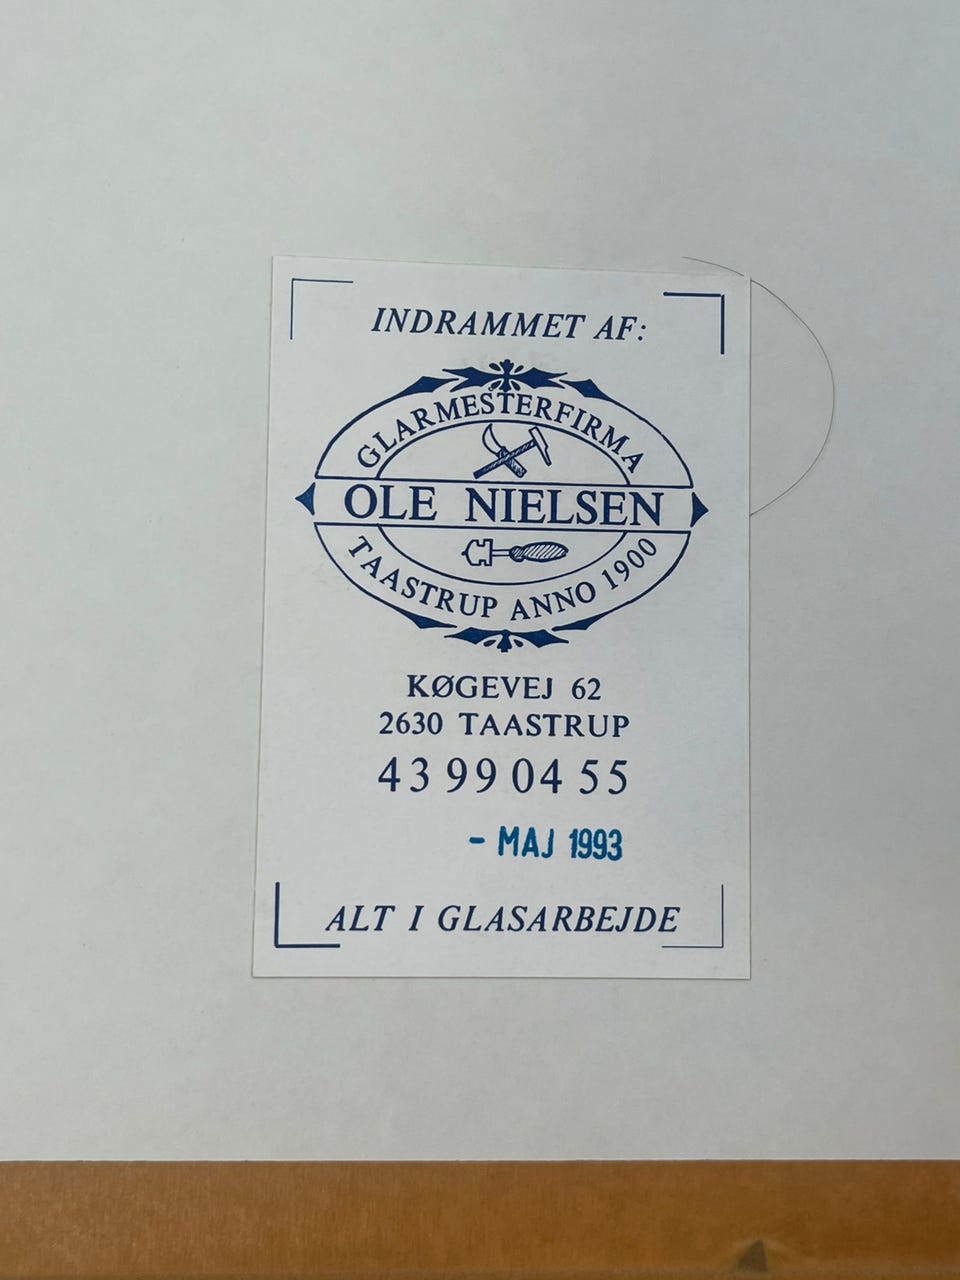 INDRAMMET AF:
GLARMESTERFIRMA
OLE NIELSEN
TAASTRUP ANNO 1900
KØGEVEJ 62
2630 TAASTRUP
43 99 04 55
- MAJ 1993
ALT I GLASARBEJDE